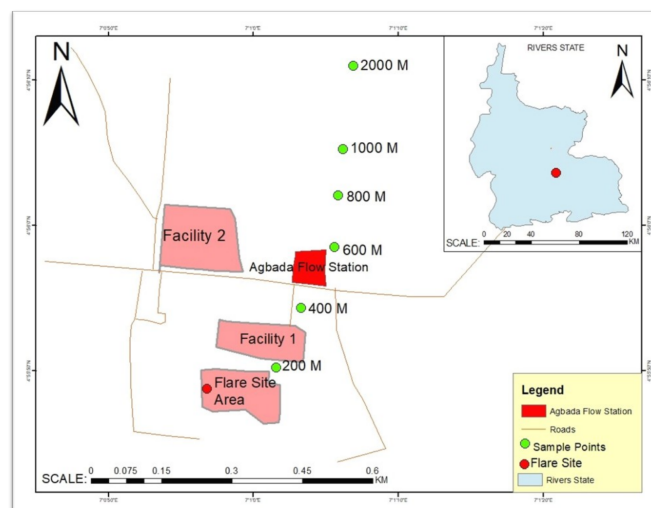 N
2000 M
1000 M
800 M
600 M
Facility 2
Agbada Flow Station
400 M
Facility 1
200 M
Flare Site
Area
SCALE:
0 0.075 0.15 0.3 0.45 0.6
KM
RIVERS STATE
N
SCALE:
0 20 40 60 80 100 120
KM
Legend
Agbada Flow Station
Roads
Sample Points
Flare Site
Rivers State